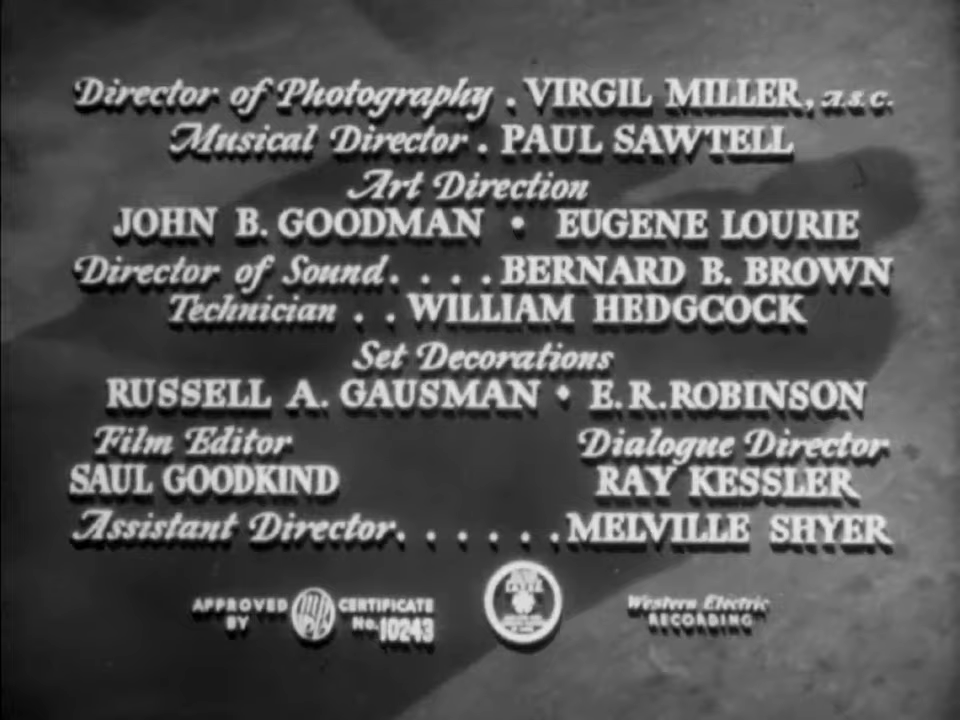 Director of Photography . VIRGIL MILLER, A.S.C.
Musical Director . PAUL SAWTELL
Art Direction
JOHN B. GOODMAN • EUGENE LOURIE
Director of Sound . . . . BERNARD B. BROWN
Technician . . WILLIAM HEDGCOCK
Set Decorations
RUSSELL A. GAUSMAN • E.R. ROBINSON
Film Editor Dialogue Director
SAUL GOODKIND RAY KESSLER
Assistant Director . . . . . . MELVILLE SHYER
APPROVED CERTIFICATE Western Electric
BY No. 10243 RECORDING